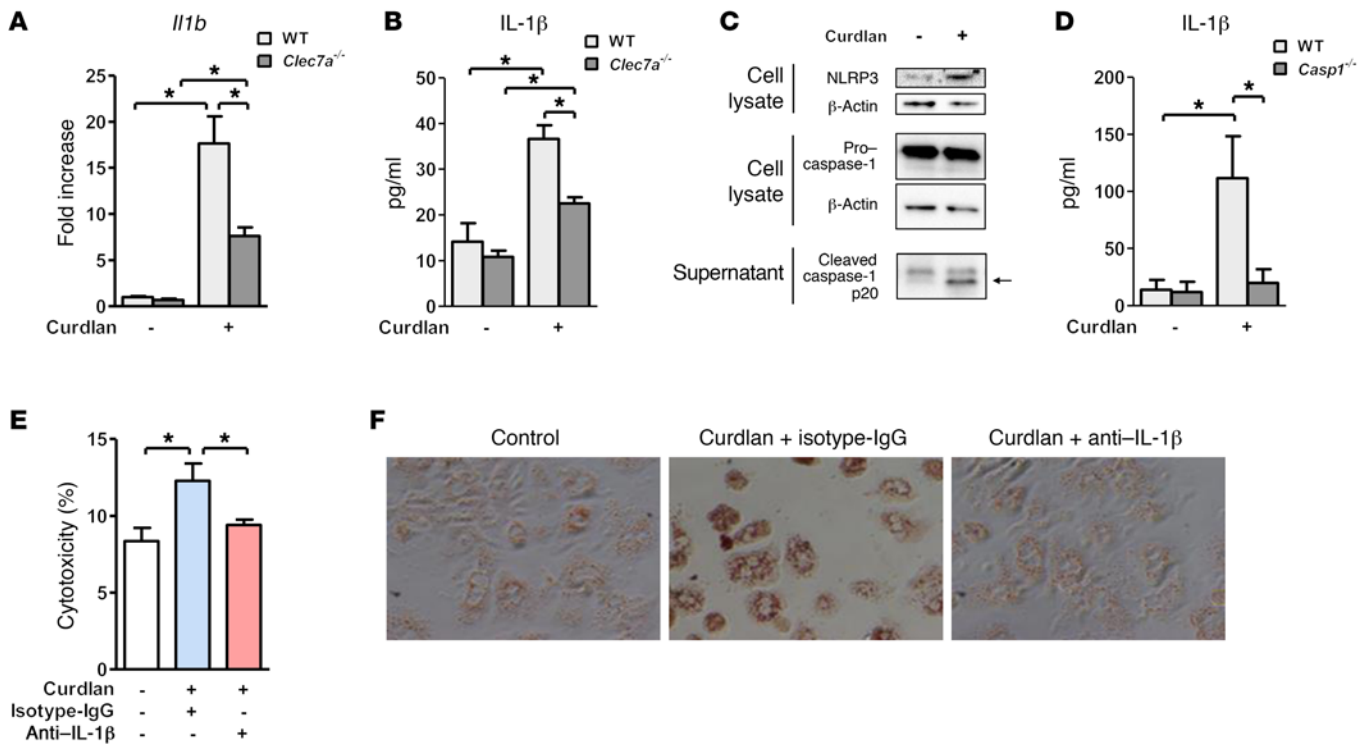 A
Il1b
WT
Clec7a-/-
Fold increase
25
20
15
10
5
0
*
*
*
Curdlan - +
B
IL-1β
WT
Clec7a-/-
pg/ml
50
40
30
20
10
0
*
*
*
Curdlan - +
C
Curdlan - +
Cell
lysate
NLRP3
β-Actin
Cell
lysate
Pro–
caspase-1
β-Actin
Supernatant
Cleaved
caspase-1
p20
D
IL-1β
WT
Casp1-/-
pg/ml
200
150
100
50
0
*
*
Curdlan - +
E
Cytotoxicity (%)
15
10
5
0
*
*
Curdlan - + +
Isotype-IgG - + -
Anti–IL-1β - - +
F
Control
Curdlan + isotype-IgG
Curdlan + anti–IL-1β